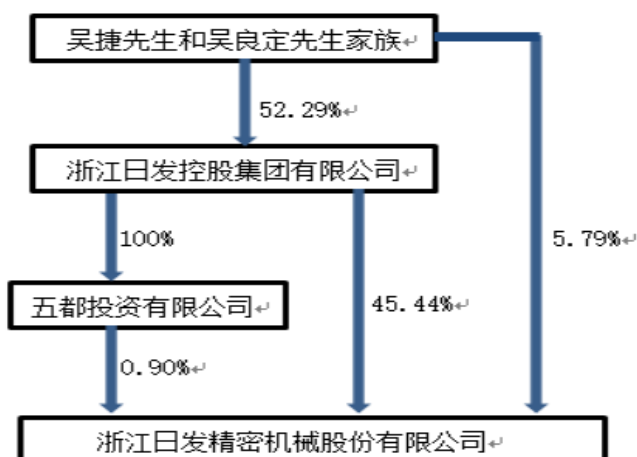 吴捷先生和吴良定先生家族
52.29%
浙江日发控股集团有限公司
100%
5.79%
五都投资有限公司
45.44%
0.90%
浙江日发精密机械股份有限公司